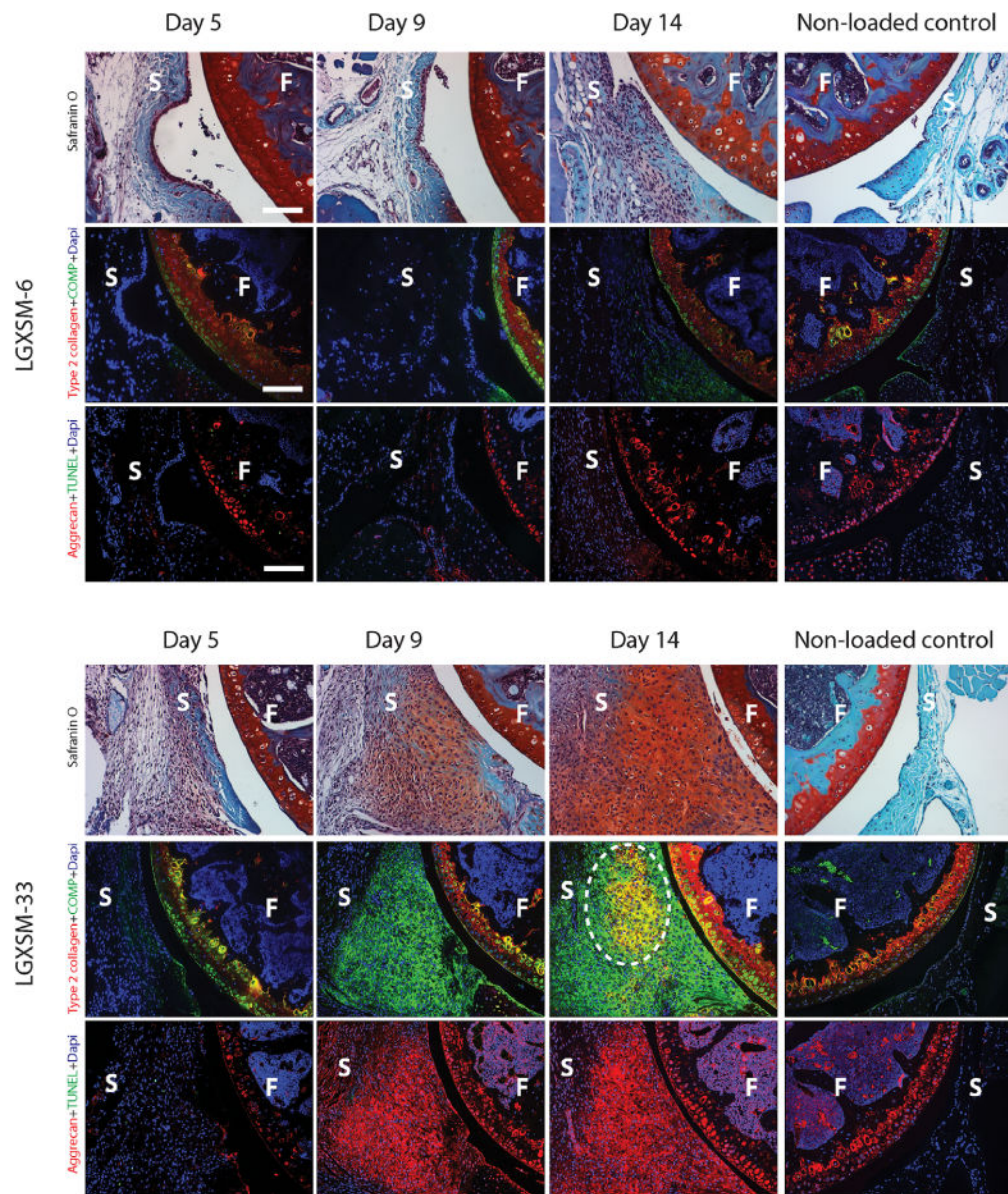 Day 5 Day 9 Day 14 Non-loaded control
LGXSM-6
Safranin O
S F S F S F F S
Type 2 collagen+COMP+Dapi
S F S F S F F S
Aggrecan+TUNEL+Dapi
S F S F S F F S
Day 5 Day 9 Day 14 Non-loaded control
LGXSM-33
Safranin O
S F S F S F F S
Type 2 collagen+COMP+Dapi
S F S F S F F S
Aggrecan+TUNEL+Dapi
S F S F S F F S